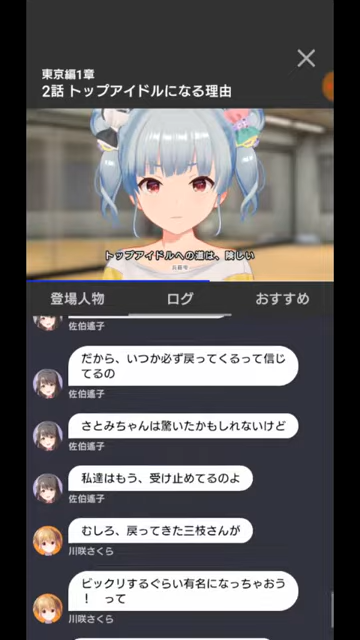 東京編1章
2話 トップアイドルになる理由
トップアイドルへの道は、険しい
登場人物
ログ
おすすめ
佐伯遙子
だから、いつか必ず戻ってくるって信じ
てるの
佐伯遙子
さとみちゃんは驚いたかもしれないけど
佐伯遙子
私達はもう、受け止めてるのよ
佐伯遙子
むしろ、戻ってきた三枝さんが
川咲さくら
ビックリするぐらい有名になっちゃおう
！　って
川咲さくら